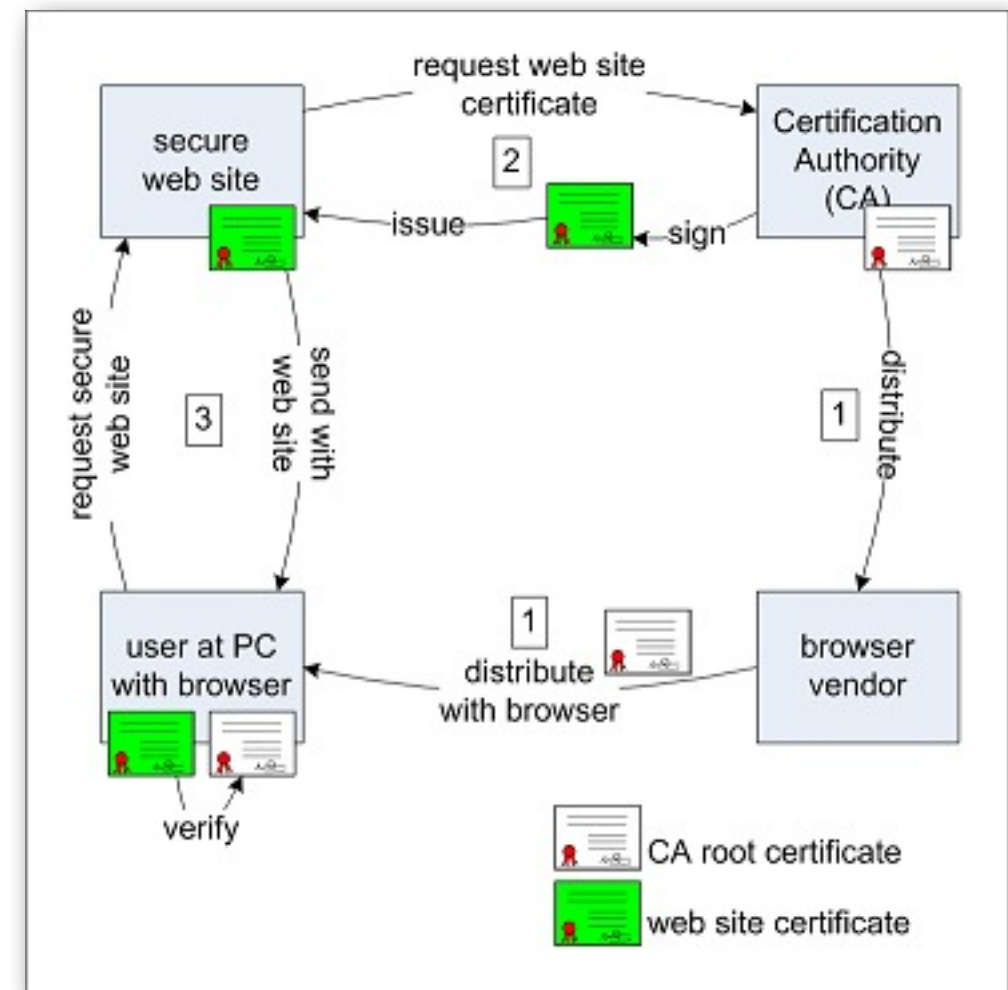 request web site
certificate
secure
web site
Certification
Authority
(CA)
2
issue
sign
request secure
web site
3
send with
web site
1
distribute
user at PC
with browser
1
distribute
with browser
browser
vendor
verify
CA root certificate
web site certificate